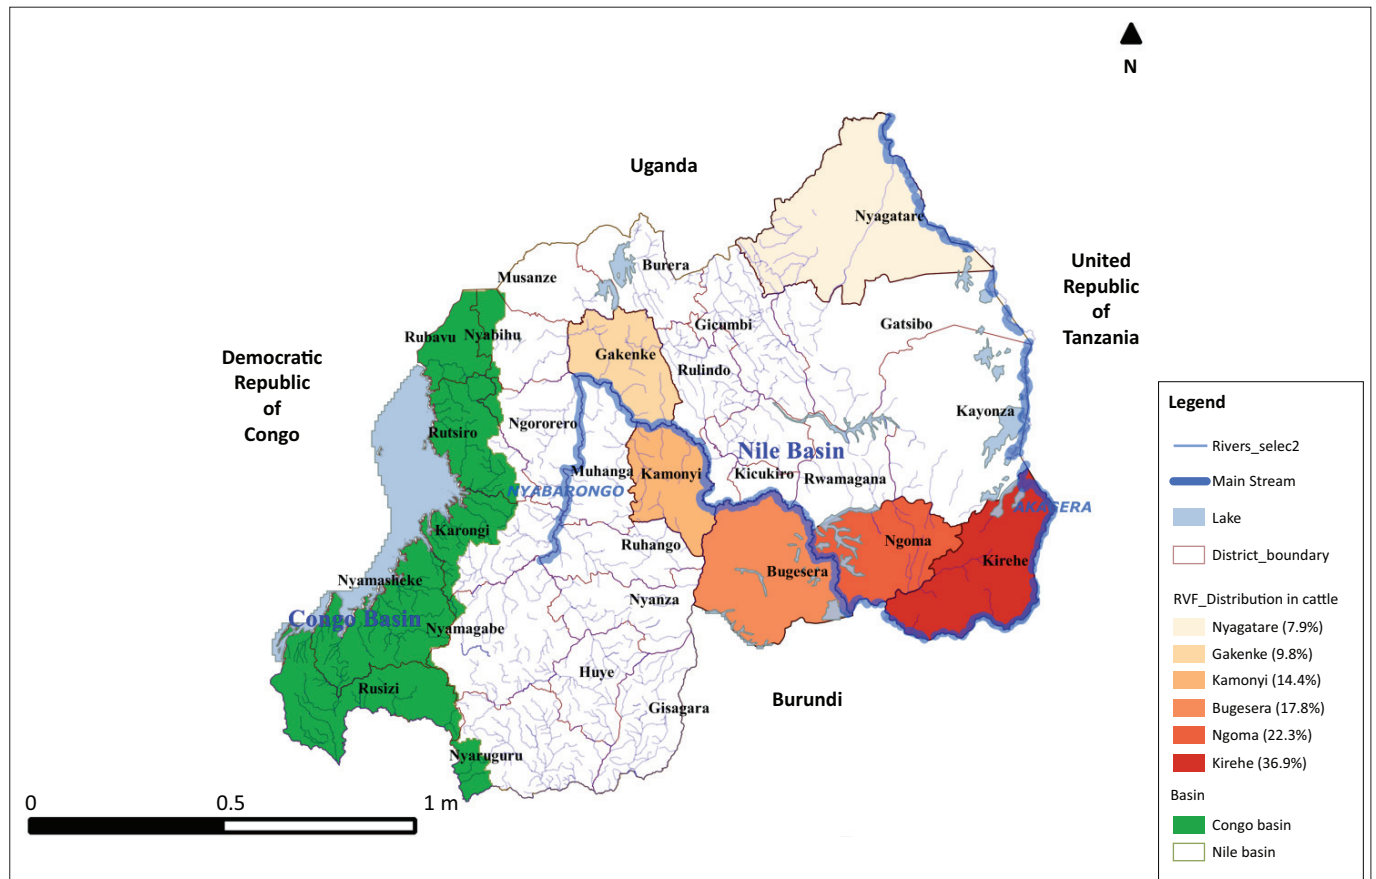 N
Uganda
Nyagatare
United
Republic
of
Tanzania
Burera
Musanze
Gicumbi
Gatsibo
Rubavu
Nyabihu
Gakenke
Rulindo
Democratic
Republic
of
Congo
Kayonza
Ngororero
Rutsiro
Nile Basin
Muhanga
Kamonyi
Kicukiro
Rwamagana
NYABARONGO
AKAGERA
Karongi
Ruhango
Ngoma
Kirehe
Bugesera
Nyamasheke
Nyanza
Congo Basin
Nyamagabe
Huye
Rusizi
Gisagara
Burundi
Nyaruguru
0 0.5 1 m
Legend
Rivers_selec2
Main Stream
Lake
District_boundary
RVF_Distribution in cattle
Nyagatare (7.9%)
Gakenke (9.8%)
Kamonyi (14.4%)
Bugesera (17.8%)
Ngoma (22.3%)
Kirehe (36.9%)
Basin
Congo basin
Nile basin